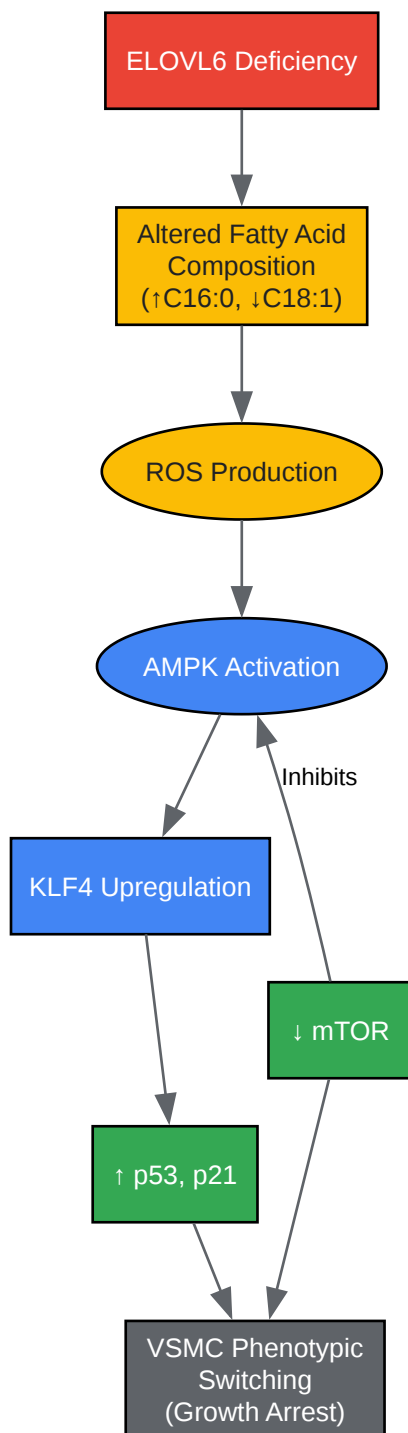 ELOVL6 Deficiency
Altered Fatty Acid
Composition
(↑C16:0, ↓C18:1)
ROS Production
AMPK Activation
Inhibits
KLF4 Upregulation
↓ mTOR
↑ p53, p21
VSMC Phenotypic
Switching
(Growth Arrest)